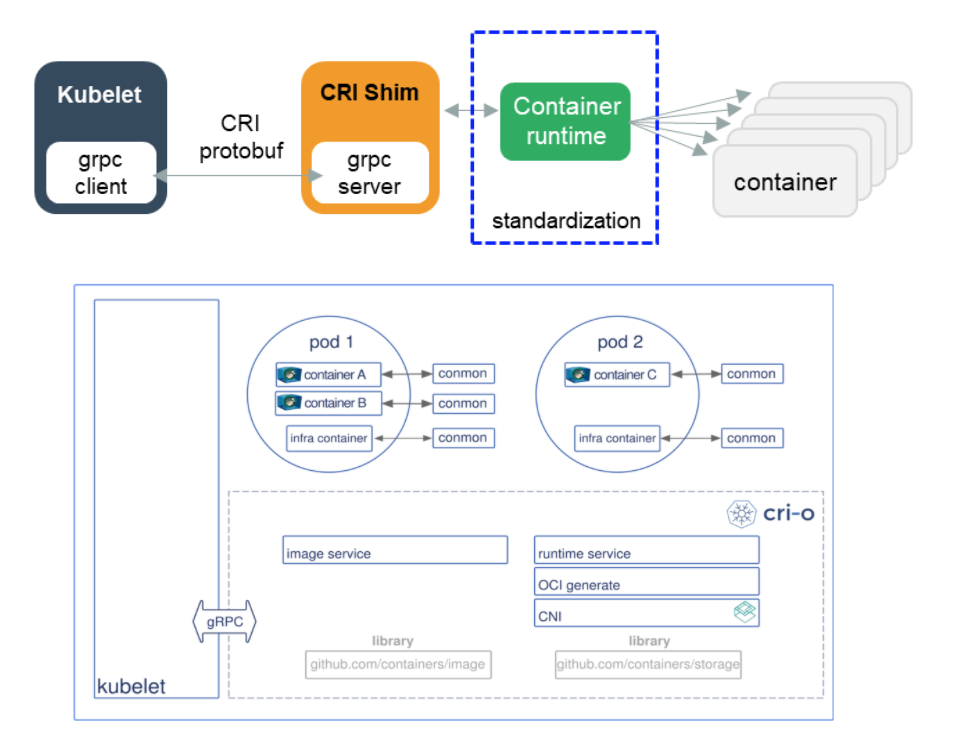 Kubelet
grpc
client
CRI
protobuf
CRI Shim
grpc
server
Container
runtime
standardization
container
pod 1
container A
conmon
container B
conmon
infra container
conmon
pod 2
container C
conmon
infra container
conmon
cri-o
image service
runtime service
OCI generate
CNI
gRPC
library
github.com/containers/image
library
github.com/containers/storage
kubelet